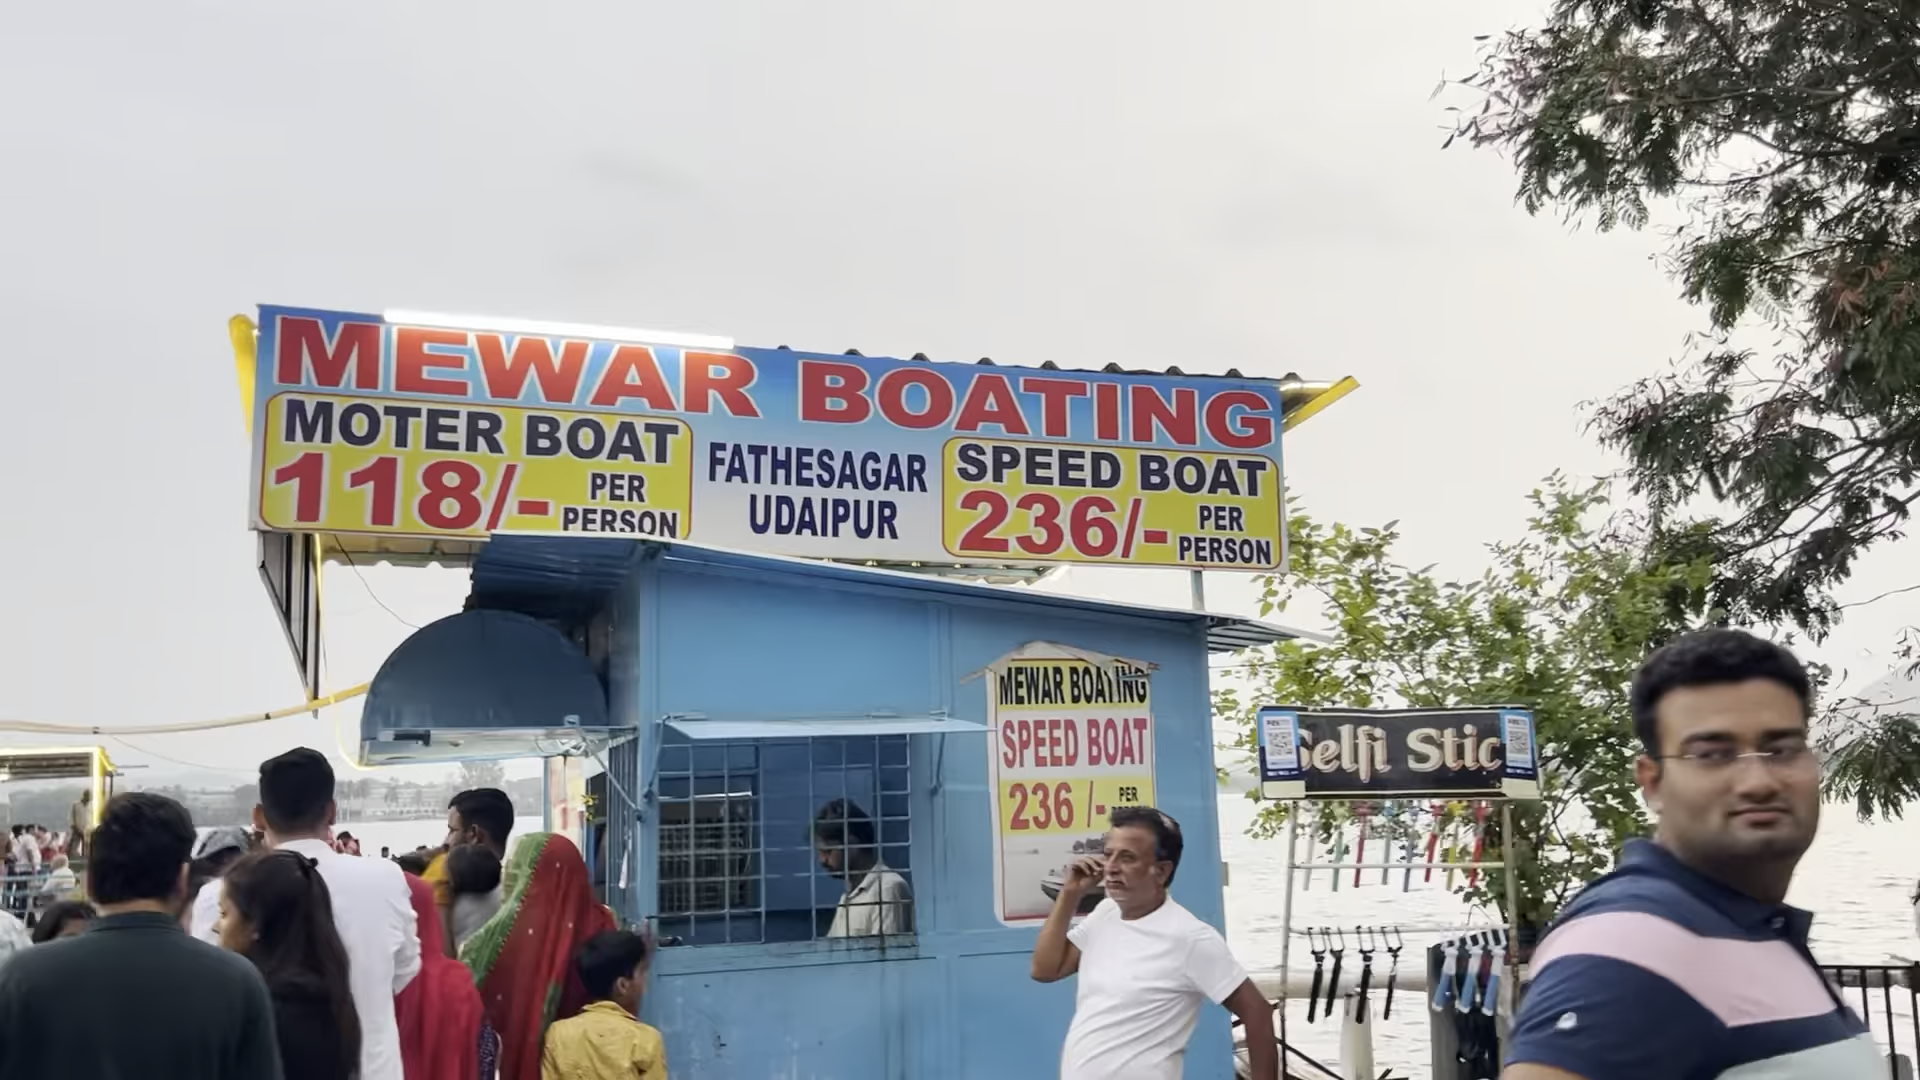 MEWAR BOATING
MOTER BOAT
118/- PER
PERSON
FATHESAGAR
UDAIPUR
SPEED BOAT
236/- PER
PERSON
MEWAR BOATING
SPEED BOAT
236 /- PER
Selfi Stic